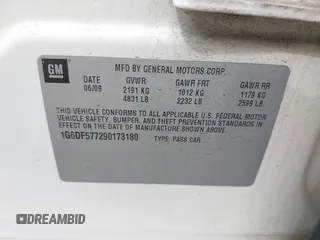 GM
DATE GVWR
06/09 2191 KG
4831 LB
MFD BY GENERAL MOTORS CORP.
GAWR FRT
1012 KG
2232 LB
GAWR RR
1179 KG
2599 LB
THIS VEHICLE CONFORMS TO ALL APPLICABLE U.S. FEDERAL MOTOR
VEHICLE SAFETY, BUMPER, AND THEFT PREVENTION STANDARDS IN
EFFECT ON THE DATE OF MANUFACTURE SHOWN ABOVE.
1G6DF577290173180 TYPE: PASS CAR
DREAMBID